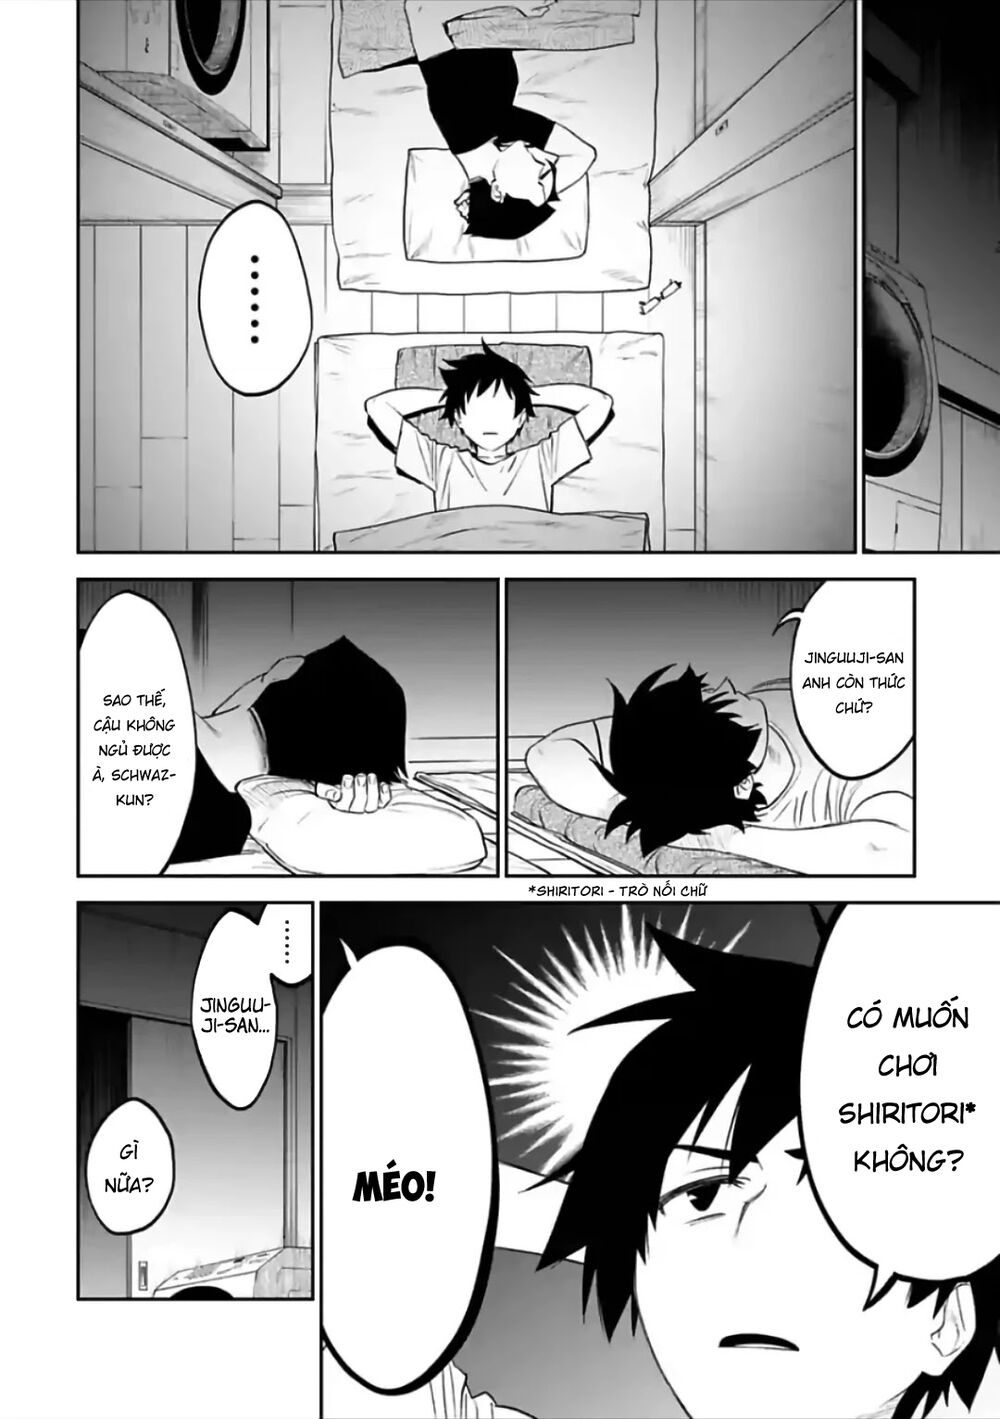 ......
JINGUUJI-SAN
ANH CÒN THỨC
CHỨ?
SAO THẾ,
CẬU KHÔNG
NGỦ ĐƯỢC
À, SCHWAZ-
KUN?
*SHIRITORI - TRÒ NỐI CHỮ
CÓ MUỐN
CHƠI
SHIRITORI*
KHÔNG?
MÉO!
......
JINGUU-
JI-SAN...
GÌ
NỮA?